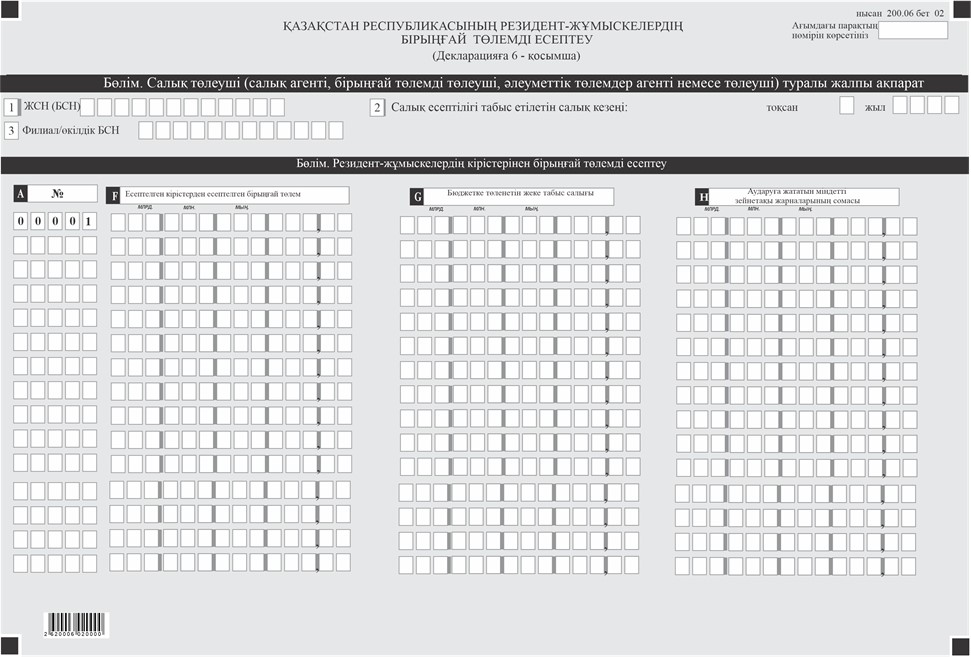 нысан 200.06 бет 02
ҚАЗАҚСТАН РЕСПУБЛИКАСЫНЫҢ РЕЗИДЕНТ-ЖҰМЫСКЕЛЕРДІҢ
БІРЫҢҒАЙ ТӨЛЕМДІ ЕСЕПТЕУ
(Декларацияға 6 - қосымша)
Ағымдағы парақтың
нөмірін көрсетіңіз
Бөлім. Салық төлеуші (салық агенті, бірыңғай төлемді төлеуші, әлеуметтік төлемдер агенті немесе төлеуші) туралы жалпы ақпарат
1 ЖСН (БСН)
2 Салық есептілігі табыс етілетін салық кезеңі: тоқсан жыл
3 Филиал/өкілдік БСН
Бөлім. Резидент-жұмыскелердің кірістерінен бірыңғай төлемді есептеу
A № F Есептелген кірістерден есептелген бірыңғай төлем G Бюджетке төленетін жеке табыс салығы H Аударуға жататын міндетті
зейнетақы жарналарының сомасы
млрд. млн. мың. млрд. млн. мың. млрд. млн. мың.
0 0 0 0 1
2 620006 020000